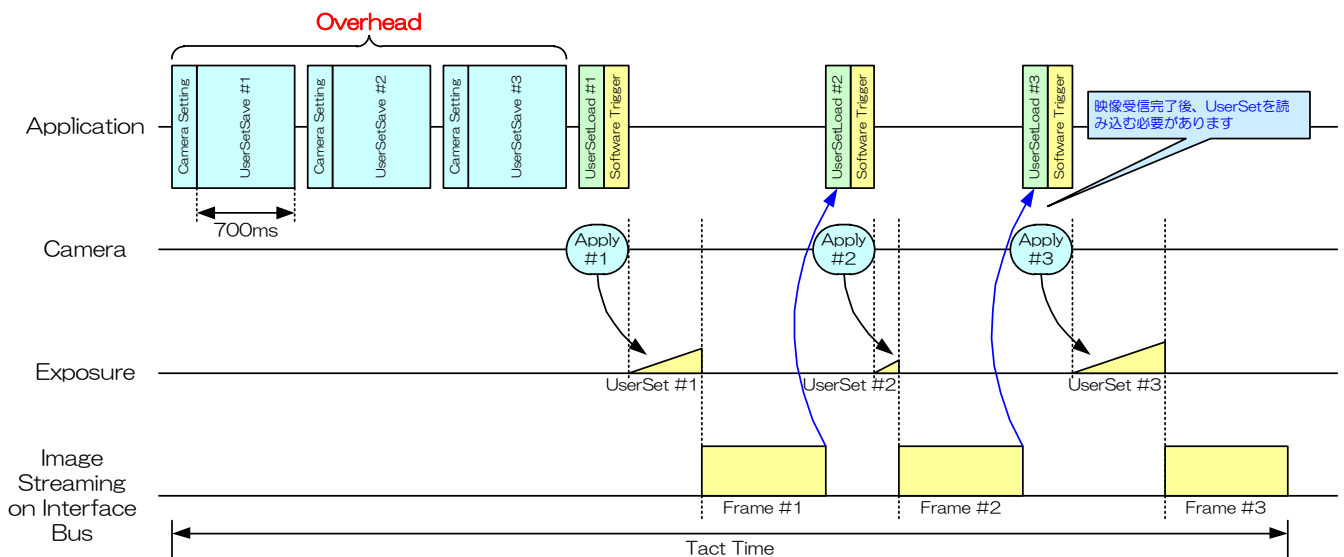 Overhead
Application
Camera Setting
UserSetSave #1
Camera Setting
UserSetSave #2
Camera Setting
UserSetSave #3
UserSetLoad #1
Software Trigger
UserSetLoad #2
Software Trigger
UserSetLoad #3
Software Trigger
映像受信完了後、UserSetを読
み込む必要があります
700ms
Camera
Apply
#1
Apply
#2
Apply
#3
Exposure
UserSet #1
UserSet #2
UserSet #3
Image
Streaming
on Interface
Bus
Frame #1
Frame #2
Frame #3
Tact Time